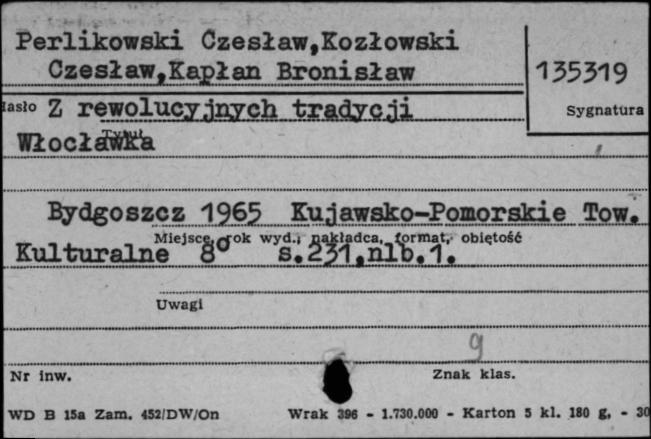 Perlikowski Czesław,Kozłowski
Czesław,Kapłan Bronisław
135319
Hasło Z rewolucyjnych tradycji
Sygnatura
Tytuł
Włocławka
Bydgoszcz 1965 Kujawsko-Pomorskie Tow.
Miejsce, rok wyd., nakładca, format, objętość
Kulturalne 8º s.231,nlb.1.
Uwagi
9
Nr inw.
Znak klas.
WD B 15a Zam. 452/DW/On Wrak 396 - 1.730.000 - Karton 5 kl. 180 g. - 30